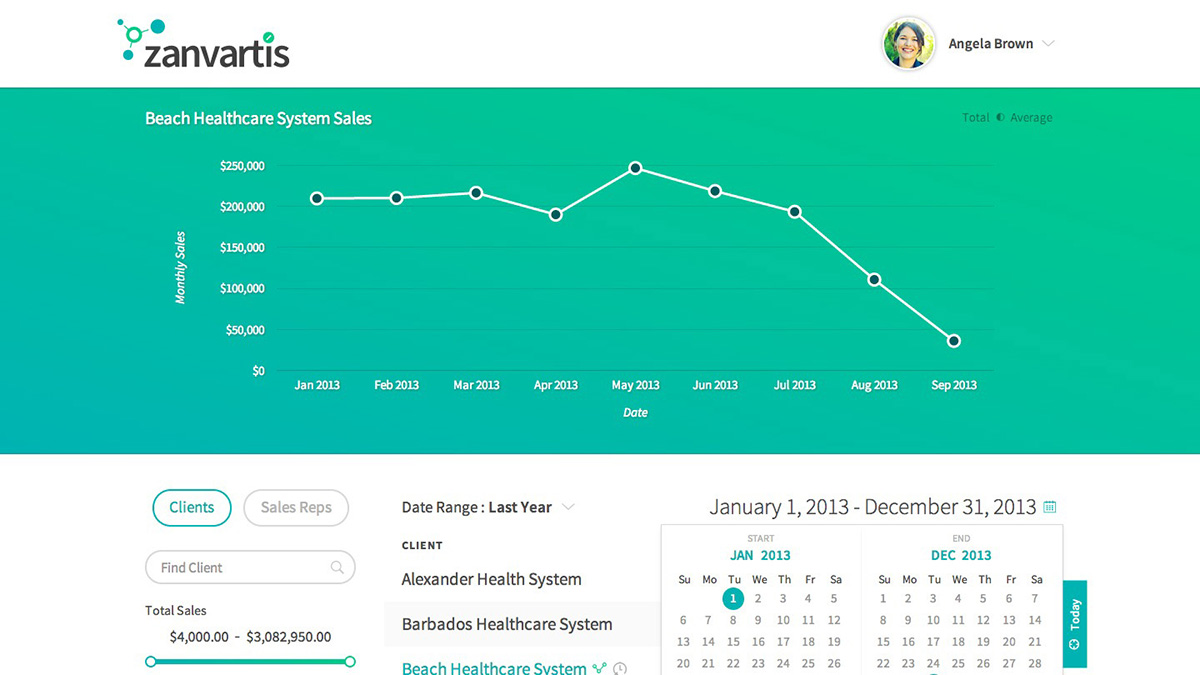 zanvartis
Angela Brown
Beach Healthcare System Sales
Total Average
$250,000
$200,000
$150,000
$100,000
$50,000
$0
Monthly Sales
Jan 2013 Feb 2013 Mar 2013 Apr 2013 May 2013 Jun 2013 Jul 2013 Aug 2013 Sep 2013
Date
Clients Sales Reps
Find Client
Total Sales
$4,000.00 - $3,082,950.00
Date Range : Last Year
CLIENT
Alexander Health System
Barbados Healthcare System
Beach Healthcare System
January 1, 2013 - December 31, 2013
START
JAN 2013
Su Mo Tu We Th Fr Sa
1 2 3 4 5
6 7 8 9 10 11 12
13 14 15 16 17 18 19
20 21 22 23 24 25 26
END
DEC 2013
Su Mo Tu We Th Fr Sa
1 2 3 4 5 6 7
8 9 10 11 12 13 14
15 16 17 18 19 20 21
22 23 24 25 26 27 28
Today